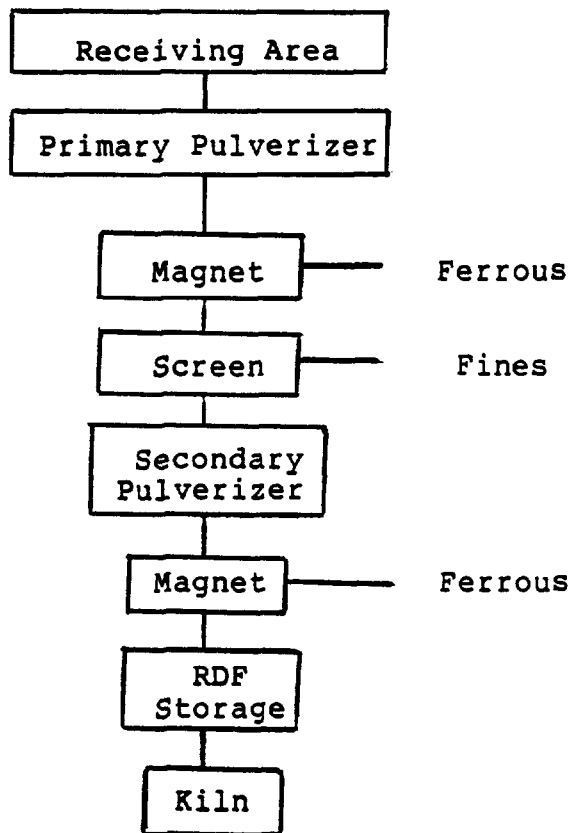 Receiving Area
Primary Pulverizer
Magnet
Ferrous
Screen
Fines
Secondary
Pulverizer
Magnet
Ferrous
RDF
Storage
Kiln